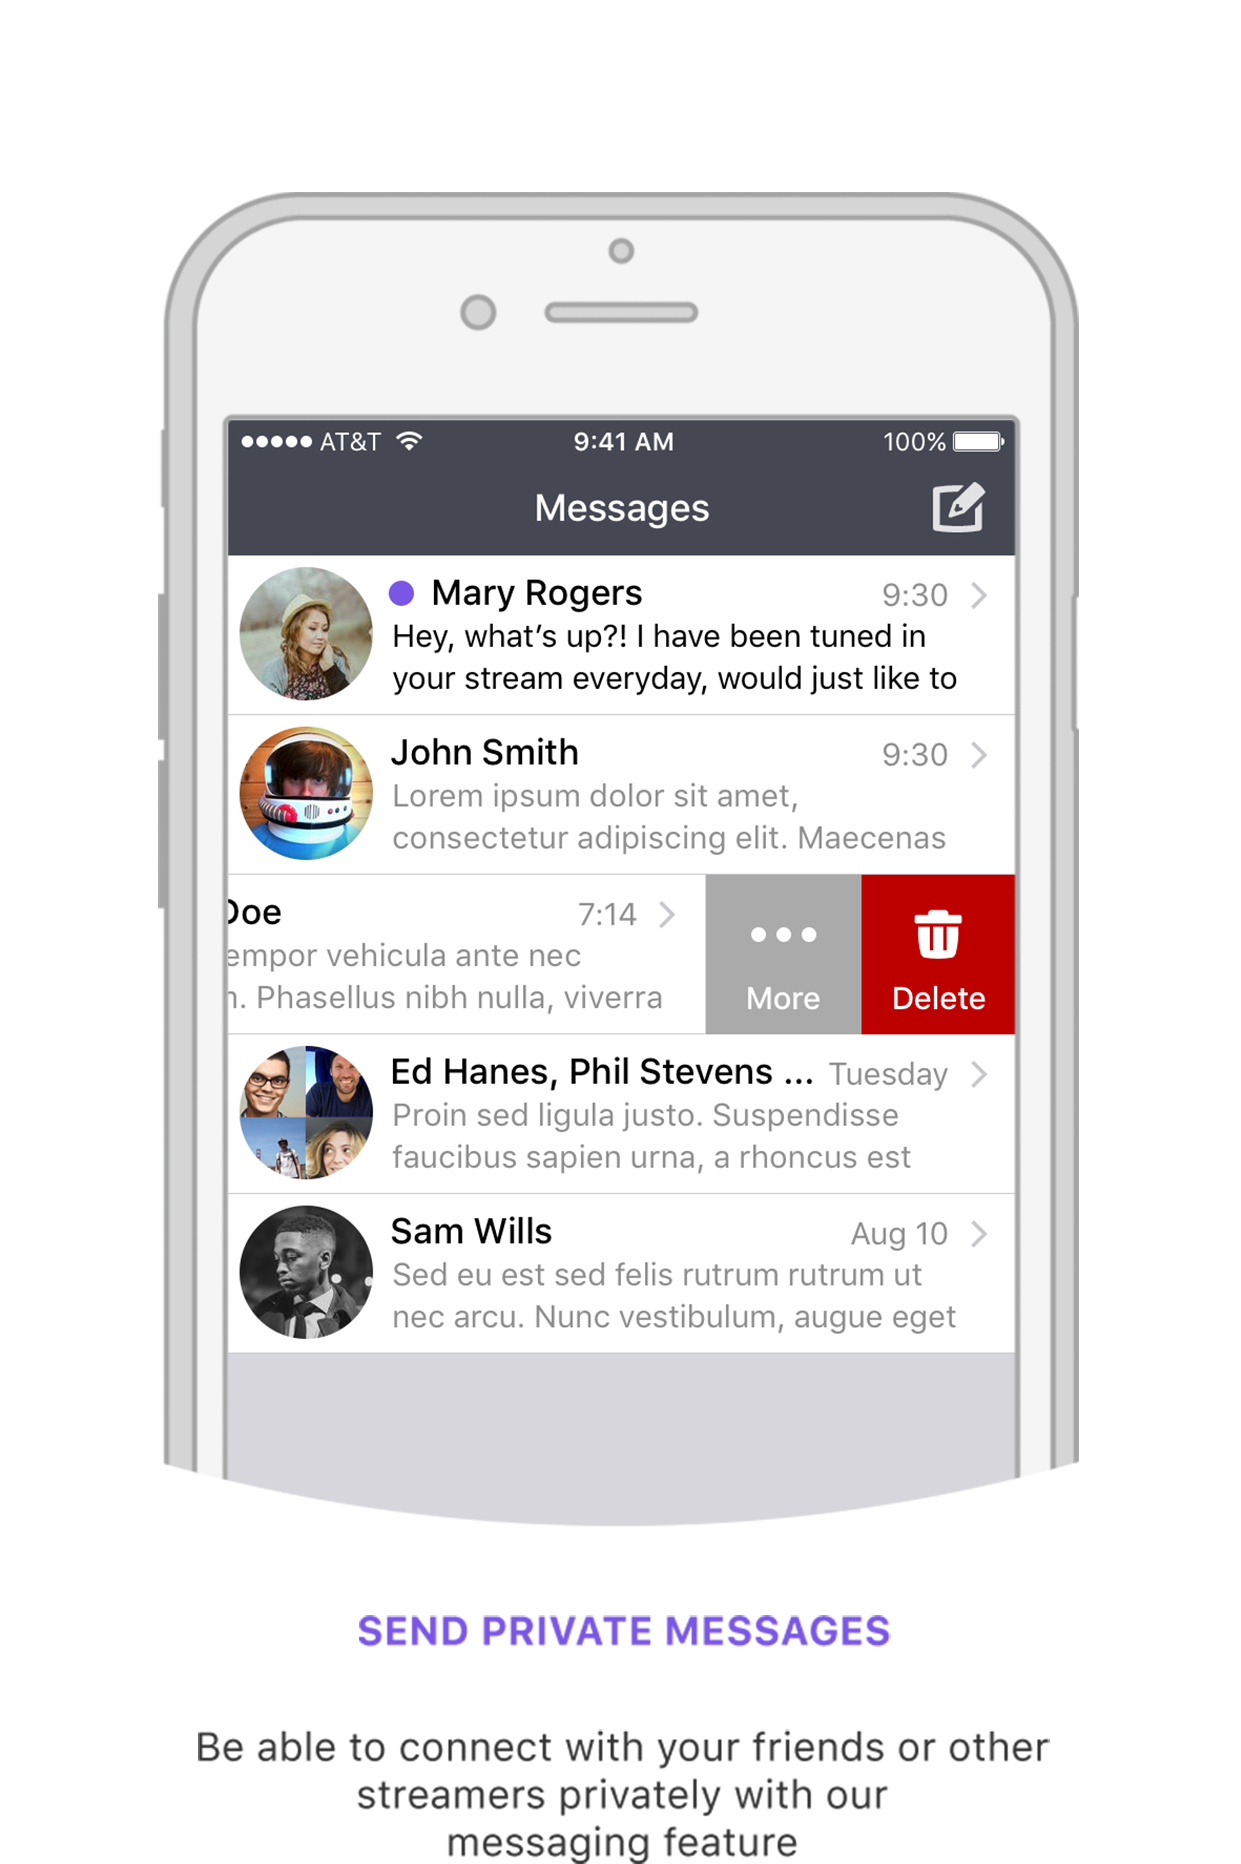 AT&T 9:41 AM 100%
Messages
Mary Rogers 9:30
Hey, what’s up?! I have been tuned in
your stream everyday, would just like to
John Smith 9:30
Lorem ipsum dolor sit amet,
consectetur adipiscing elit. Maecenas
Doe 7:14
empor vehicula ante nec
. Phasellus nibh nulla, viverra
More Delete
Ed Hanes, Phil Stevens ... Tuesday
Proin sed ligula justo. Suspendisse
faucibus sapien urna, a rhoncus est
Sam Wills Aug 10
Sed eu est sed felis rutrum rutrum ut
nec arcu. Nunc vestibulum, augue eget
SEND PRIVATE MESSAGES
Be able to connect with your friends or other
streamers privately with our
messaging feature